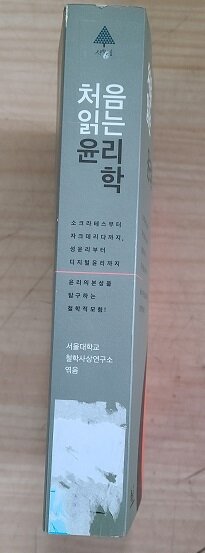 처음
읽는
윤리
학
소크라테스부터
자크데리다까지,
성윤리부터
디지털윤리까지
윤리의본성을
탐구하는
철학적모험!
서울대학교
철학사상연구소
엮음